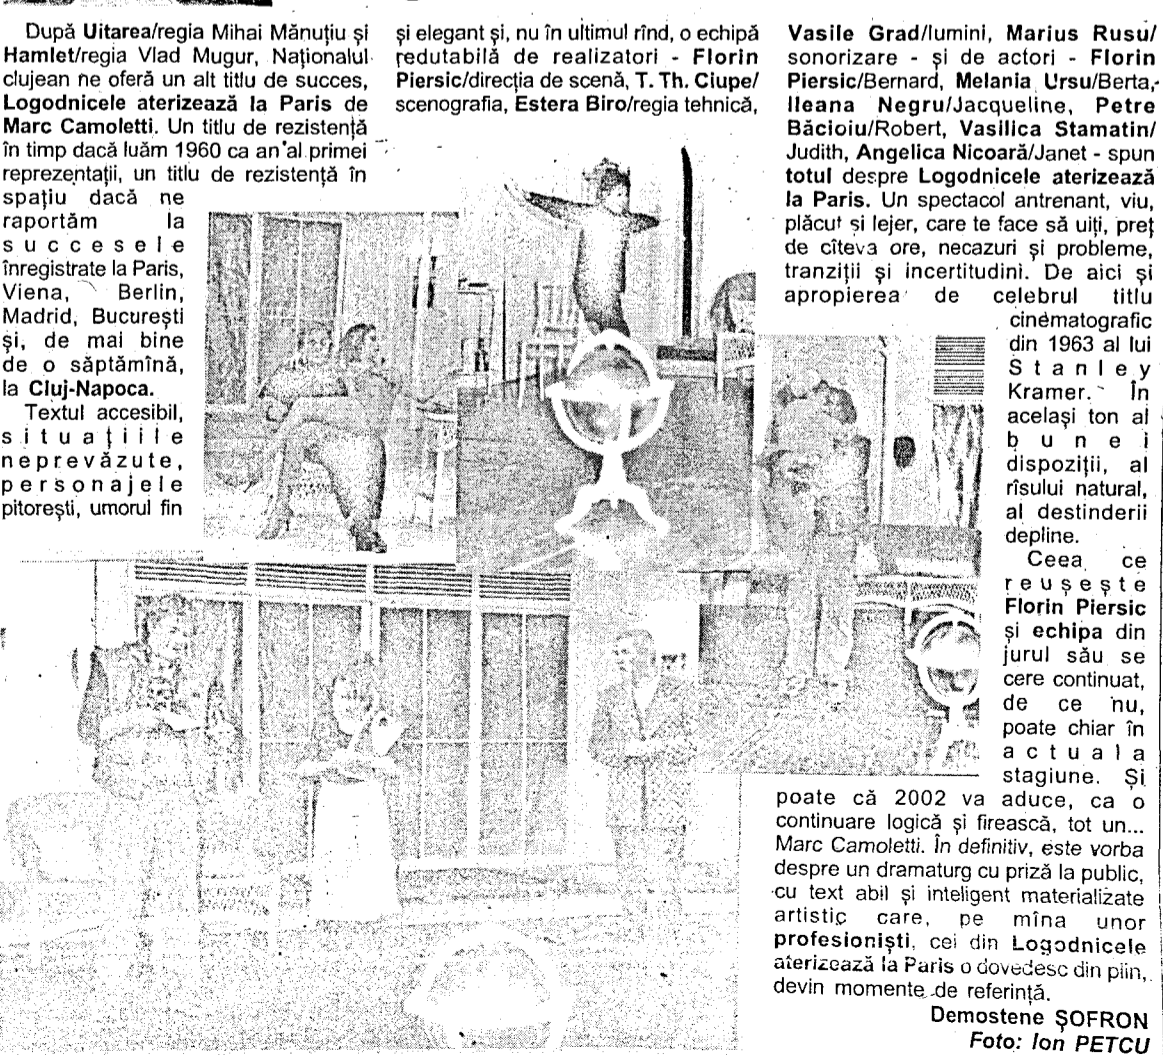 După Uitarea/regia Mihai Mănuțiu și
Hamlet/regia Vlad Mugur, Naționalul
clujean ne oferă un alt titlu de succes,
Logodnicele aterizează la Paris de
Marc Camoletti. Un titlu de rezistență
în timp dacă luăm 1960 ca an al primei
reprezentații, un titlu de rezistență în
spațiu dacă ne
raportăm la
succesele
înregistrate la Paris,
Viena, Berlin,
Madrid, București
și, de mai bine
de o săptămînă,
la Cluj-Napoca.
Textul accesibil,
situațiile
neprevăzute,
personajele
pitorești, umorul fin
și elegant și, nu în ultimul rînd, o echipă
redutabilă de realizatori - Florin
Piersic/direcția de scenă, T. Th. Ciupe/
scenografia, Estera Biro/regia tehnică,
Vasile Grad/lumini, Marius Rusu/
sonorizare - și de actori - Florin
Piersic/Bernard, Melania Ursu/Berta,
Ileana Negru/Jacqueline, Petre
Băcioiu/Robert, Vasilica Stamatin/
Judith, Angelica Nicoară/Janet - spun
totul despre Logodnicele aterizează
la Paris. Un spectacol antrenant, viu,
plăcut și lejer, care te face să uiți, preț
de cîteva ore, necazuri și probleme,
tranziții și incertitudini. De aici și
apropierea de celebrul titlu
cinematografic
din 1963 al lui
Stanley
Kramer. În
același ton al
bunei
dispoziții, al
rîsului natural,
al destinderii
depline.
Ceea ce
reușește
Florin Piersic
și echipa din
jurul său se
cere continuat,
de ce nu,
poate chiar în
actuala
stagiune. Și
poate că 2002 va aduce, ca o
continuare logică și firească, tot un...
Marc Camoletti. În definitiv, este vorba
despre un dramaturg cu priză la public,
cu text abil și inteligent materializate
artistic care, pe mîna unor
profesioniști, cei din Logodnicele
aterizează la Paris o dovedesc din plin,
devin momente de referință.
Demostene ȘOFRON
Foto: Ion PETCU